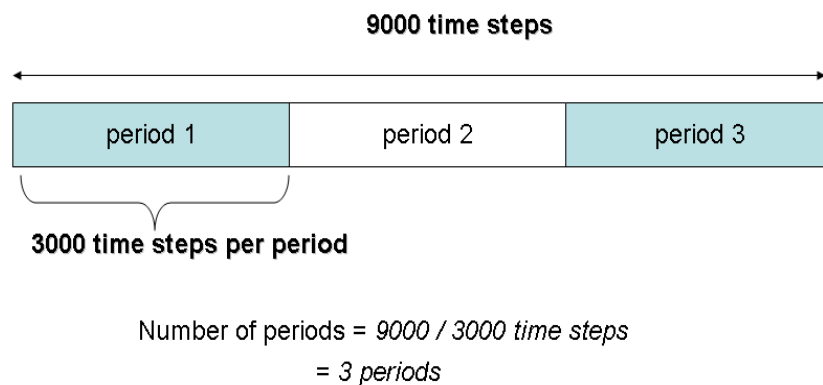 9000 time steps
period 1 period 2 period 3
3000 time steps per period
Number of periods = 9000 / 3000 time steps
= 3 periods